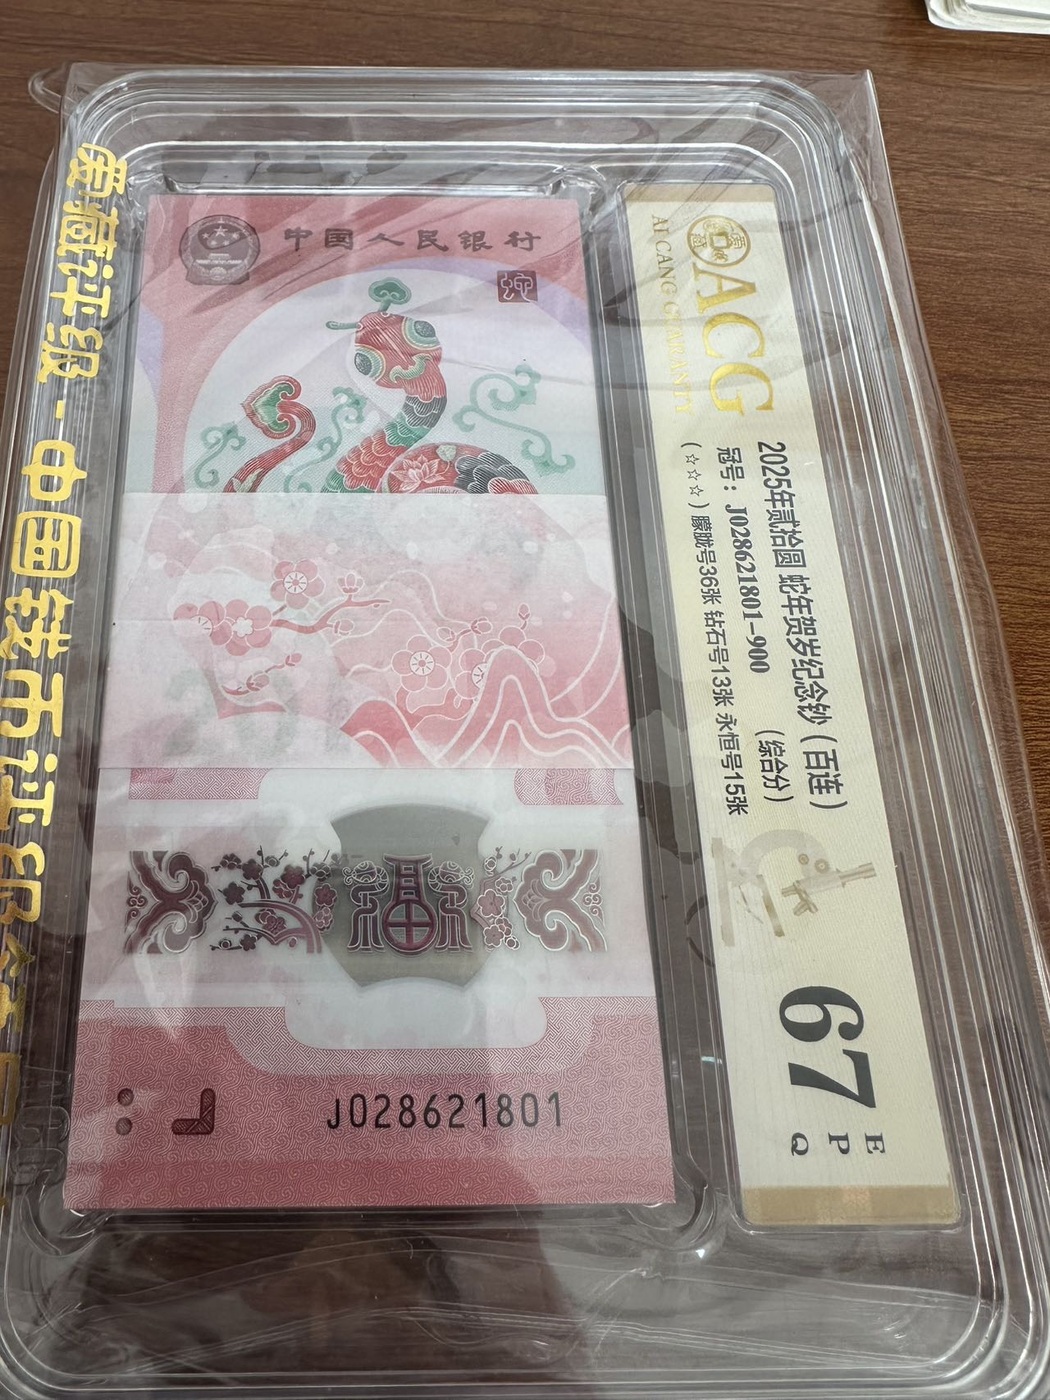 爱藏评级-中国钱币评级
中国人民银行
蛇
J028621801
ACG
AI CANG GUARANTY
2025年贰拾圆 蛇年贺岁纪念钞(百连)
冠号:J028621801-900 (综合分)
(☆☆☆)朦胧号36张 钻石号13张 永恒号15张
67
E
P
Q